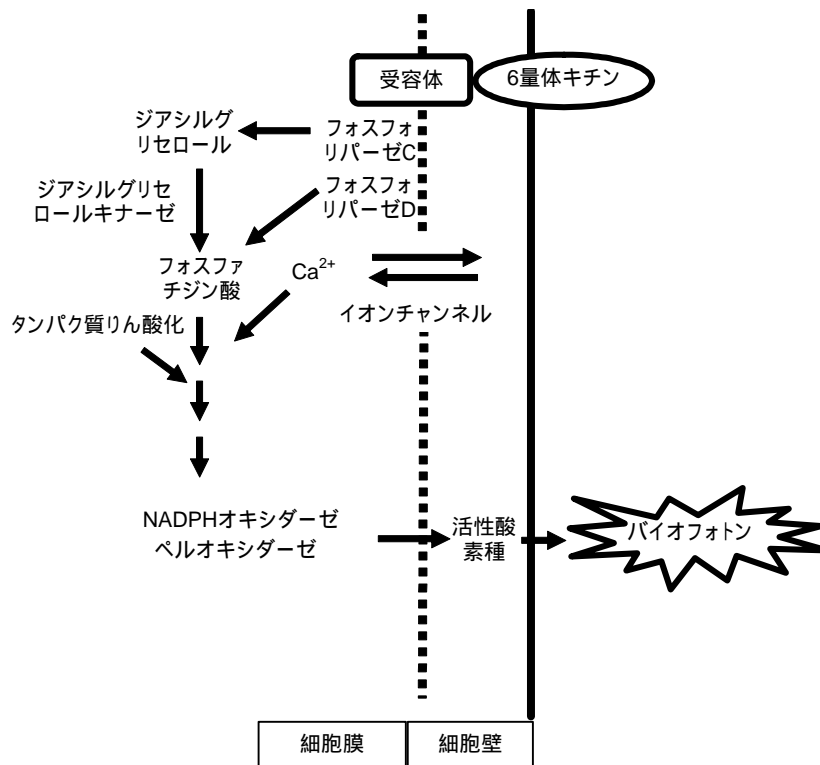 受容体
6量体キチン
ジアシルグ
リセロール
フォスフォ
リパーゼC
ジアシルグリセ
ロールキナーゼ
フォスフォ
リパーゼD
フォスファ
チジン酸
Ca²⁺
イオンチャンネル
タンパク質りん酸化
NADPHオキシダーゼ
ペルオキシダーゼ
活性酸
素種
バイオフォトン
細胞膜
細胞壁